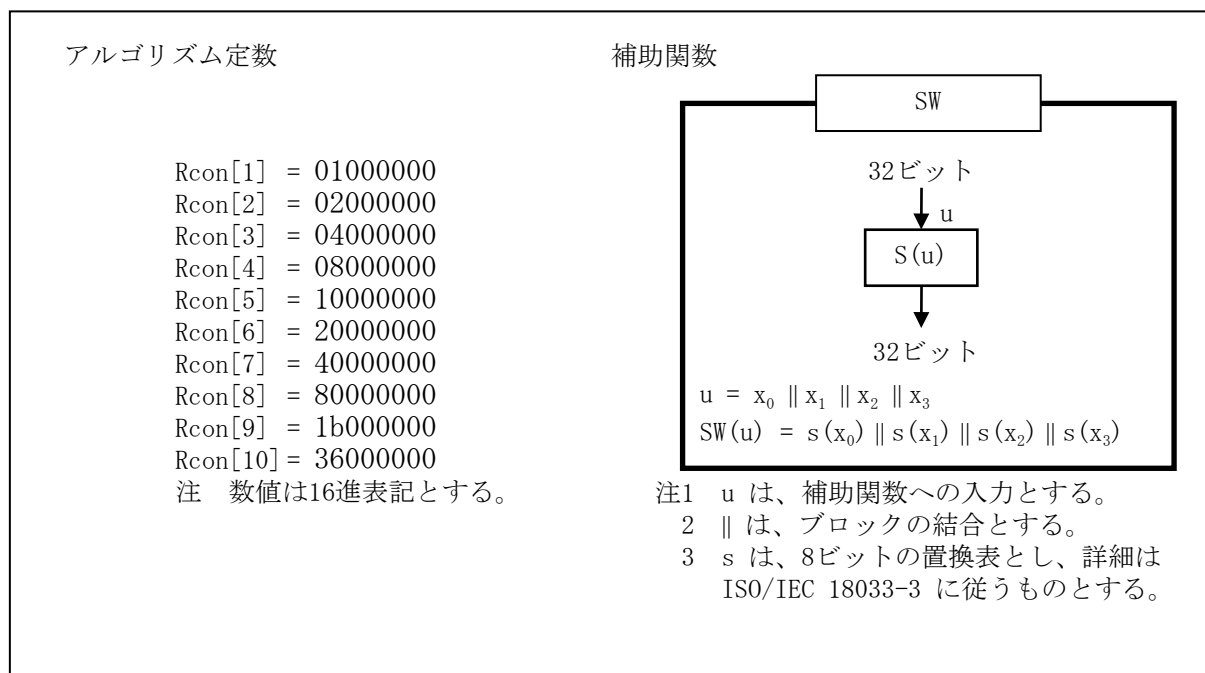 アルゴリズム定数
Rcon[1] = 01000000
Rcon[2] = 02000000
Rcon[3] = 04000000
Rcon[4] = 08000000
Rcon[5] = 10000000
Rcon[6] = 20000000
Rcon[7] = 40000000
Rcon[8] = 80000000
Rcon[9] = 1b000000
Rcon[10]= 36000000
注 数値は16進表記とする。
補助関数
SW
32ビット
u
S(u)
32ビット
u = x₀ ‖ x₁ ‖ x₂ ‖ x₃
SW(u) = s(x₀) ‖ s(x₁) ‖ s(x₂) ‖ s(x₃)
注1 u は、補助関数への入力とする。
2 ‖ は、ブロックの結合とする。
3 s は、8ビットの置換表とし、詳細は
ISO/IEC 18033-3 に従うものとする。